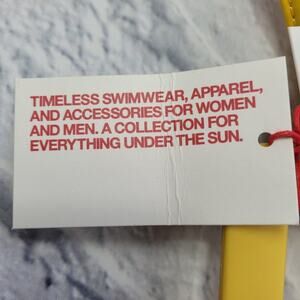 TIMELESS SWIMWEAR, APPAREL,
AND ACCESSORIES FOR WOMEN
AND MEN. A COLLECTION FOR
EVERYTHING UNDER THE SUN.